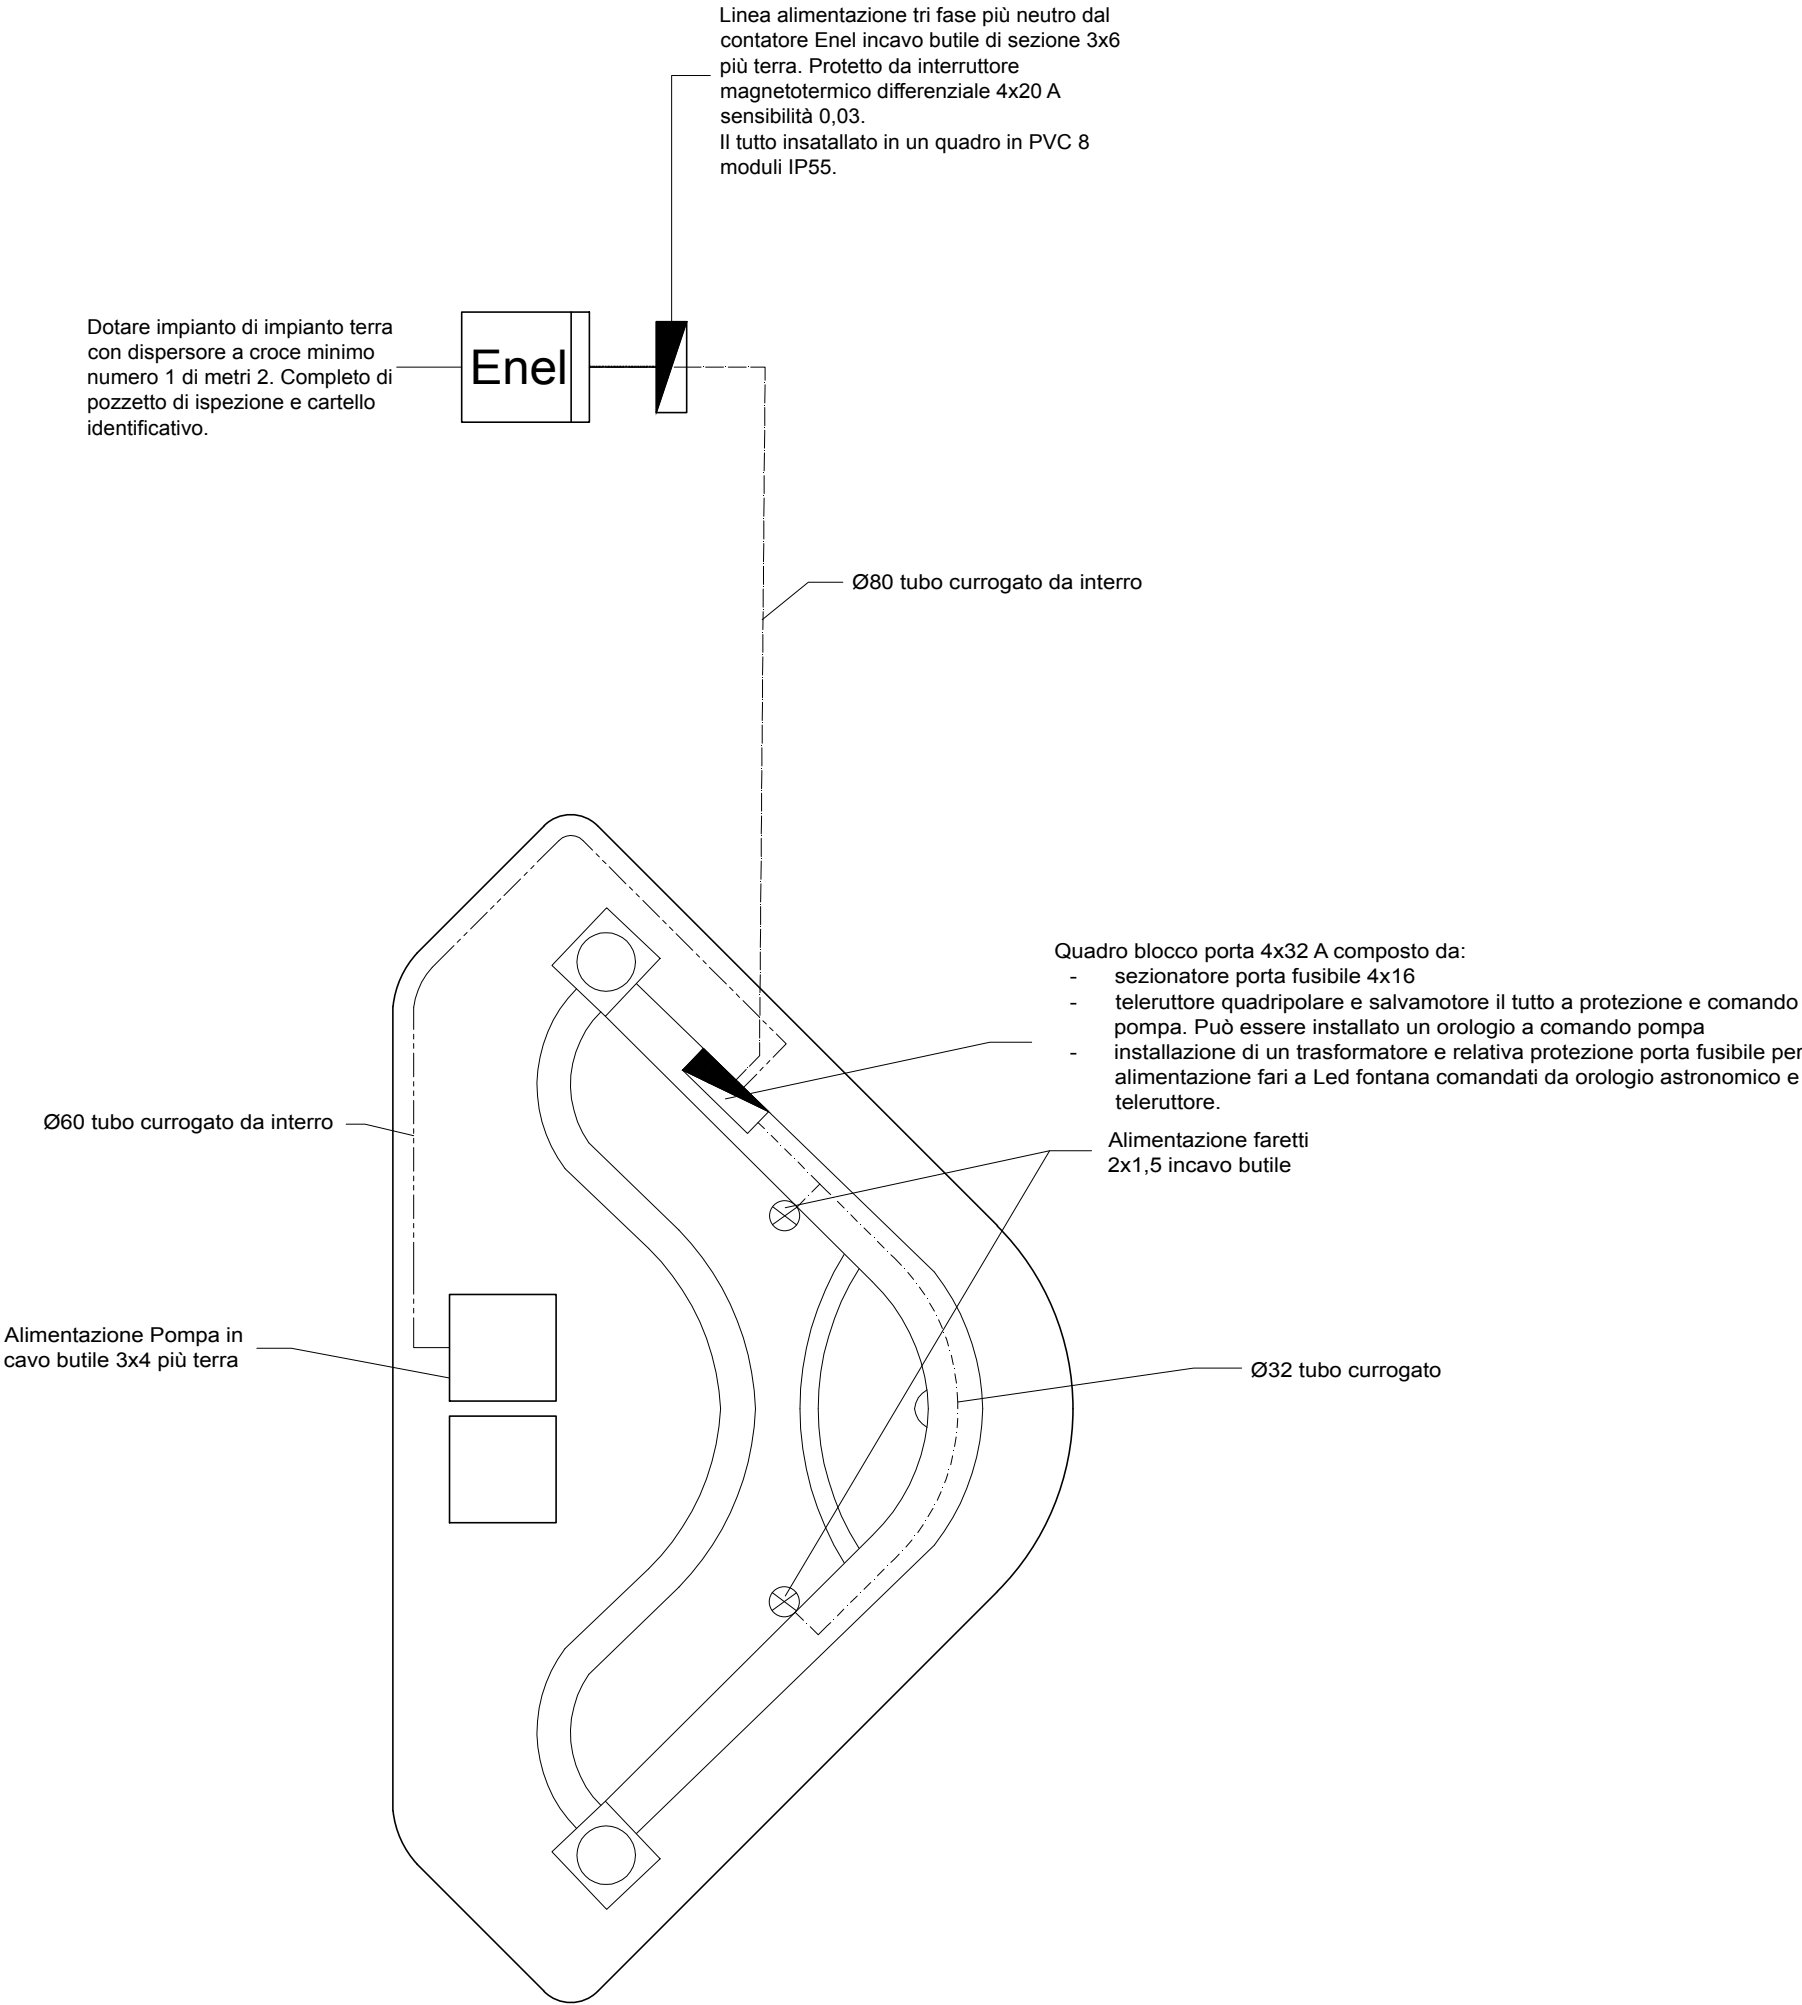 Linea alimentazione tri fase più neutro dal
contatore Enel incavo butile di sezione 3x6
più terra. Protetto da interruttore
magnetotermico differenziale 4x20 A
sensibilità 0,03.
Il tutto insatallato in un quadro in PVC 8
moduli IP55.
Dotare impianto di impianto terra
con dispersore a croce minimo
numero 1 di metri 2. Completo di
pozzetto di ispezione e cartello
identificativo.
Enel
Ø80 tubo currogato da interro
Quadro blocco porta 4x32 A composto da:
- sezionatore porta fusibile 4x16
- teleruttore quadripolare e salvamotore il tutto a protezione e comando
pompa. Può essere installato un orologio a comando pompa
- installazione di un trasformatore e relativa protezione porta fusibile per
alimentazione fari a Led fontana comandati da orologio astronomico e
teleruttore.
Ø60 tubo currogato da interro
Alimentazione faretti
2x1,5 incavo butile
Alimentazione Pompa in
cavo butile 3x4 più terra
Ø32 tubo currogato